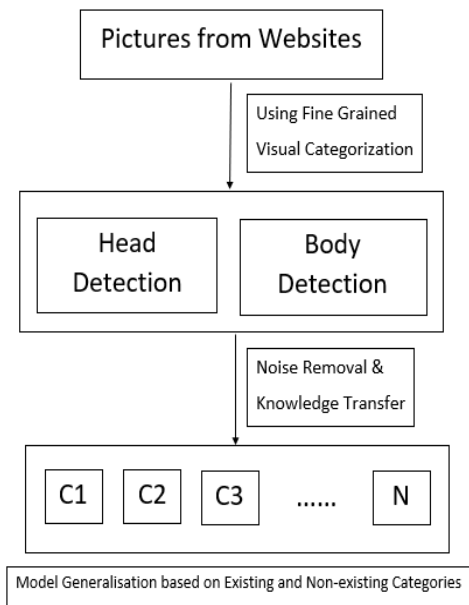 Pictures from Websites
Using Fine Grained
Visual Categorization
Head
Detection
Body
Detection
Noise Removal &
Knowledge Transfer
C1 C2 C3 ...... N
Model Generalisation based on Existing and Non-existing Categories